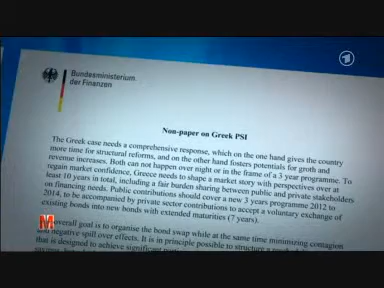 Bundesministerium
der Finanzen
Non-paper on Greek PSI
The Greek case needs a comprehensive response, which on the one hand gives the country
more time for structural reforms, and on the other hand fosters potentials for groth and
revenue increases. Both can not happen over night or in the frame of a 3 year programme. To
regain market confidence, Greece needs to shape a market story with perspectives over at
least 10 years in total, including a fair burden sharing between public and private stakeholders
on financing needs. Public contributions should cover a new 3 years programme 2012 to
2014, to be accompanied by private sector contributions to accept a voluntary exchange of
existing bonds into new bonds with extended maturities (7 years).
overall goal is to organise the bond swap while at the same time minimizing contagion
and negative spill over effects. It is in principle possible to structure a
that is designed to achieve significant
M
1